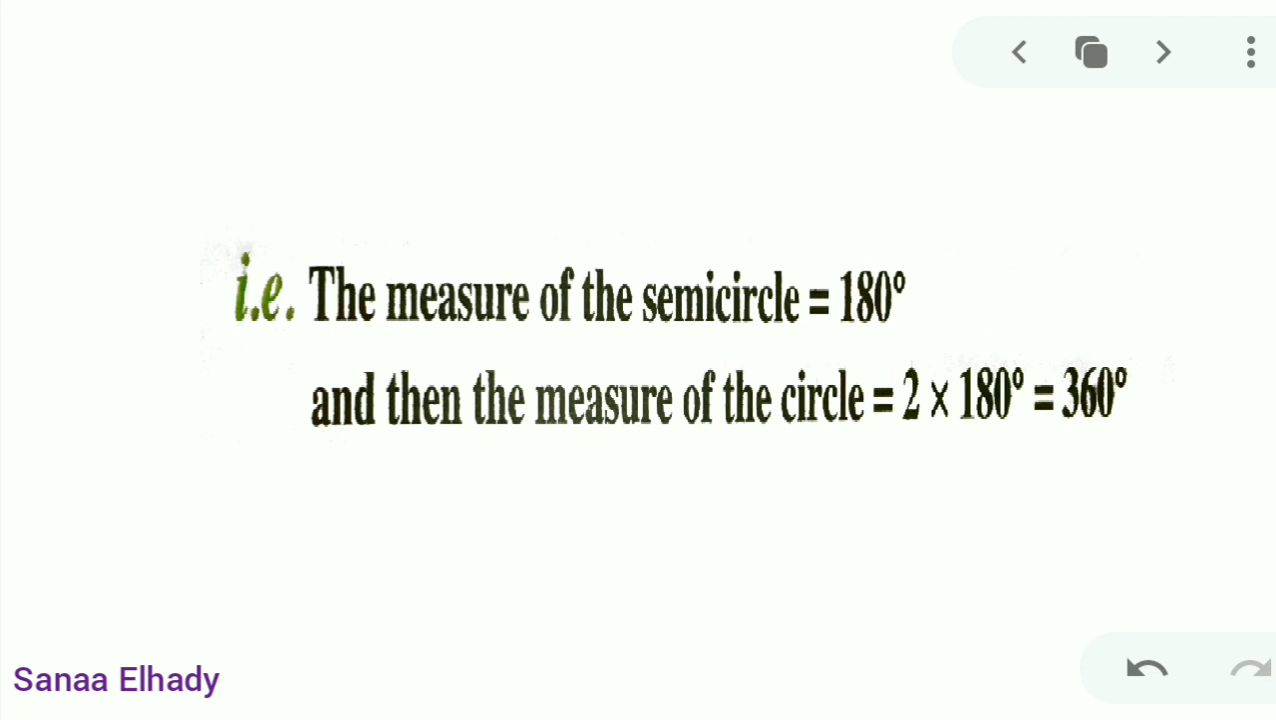 i.e. The measure of the semicircle = 180°
and then the measure of the circle = 2 × 180° = 360°
Sanaa Elhady